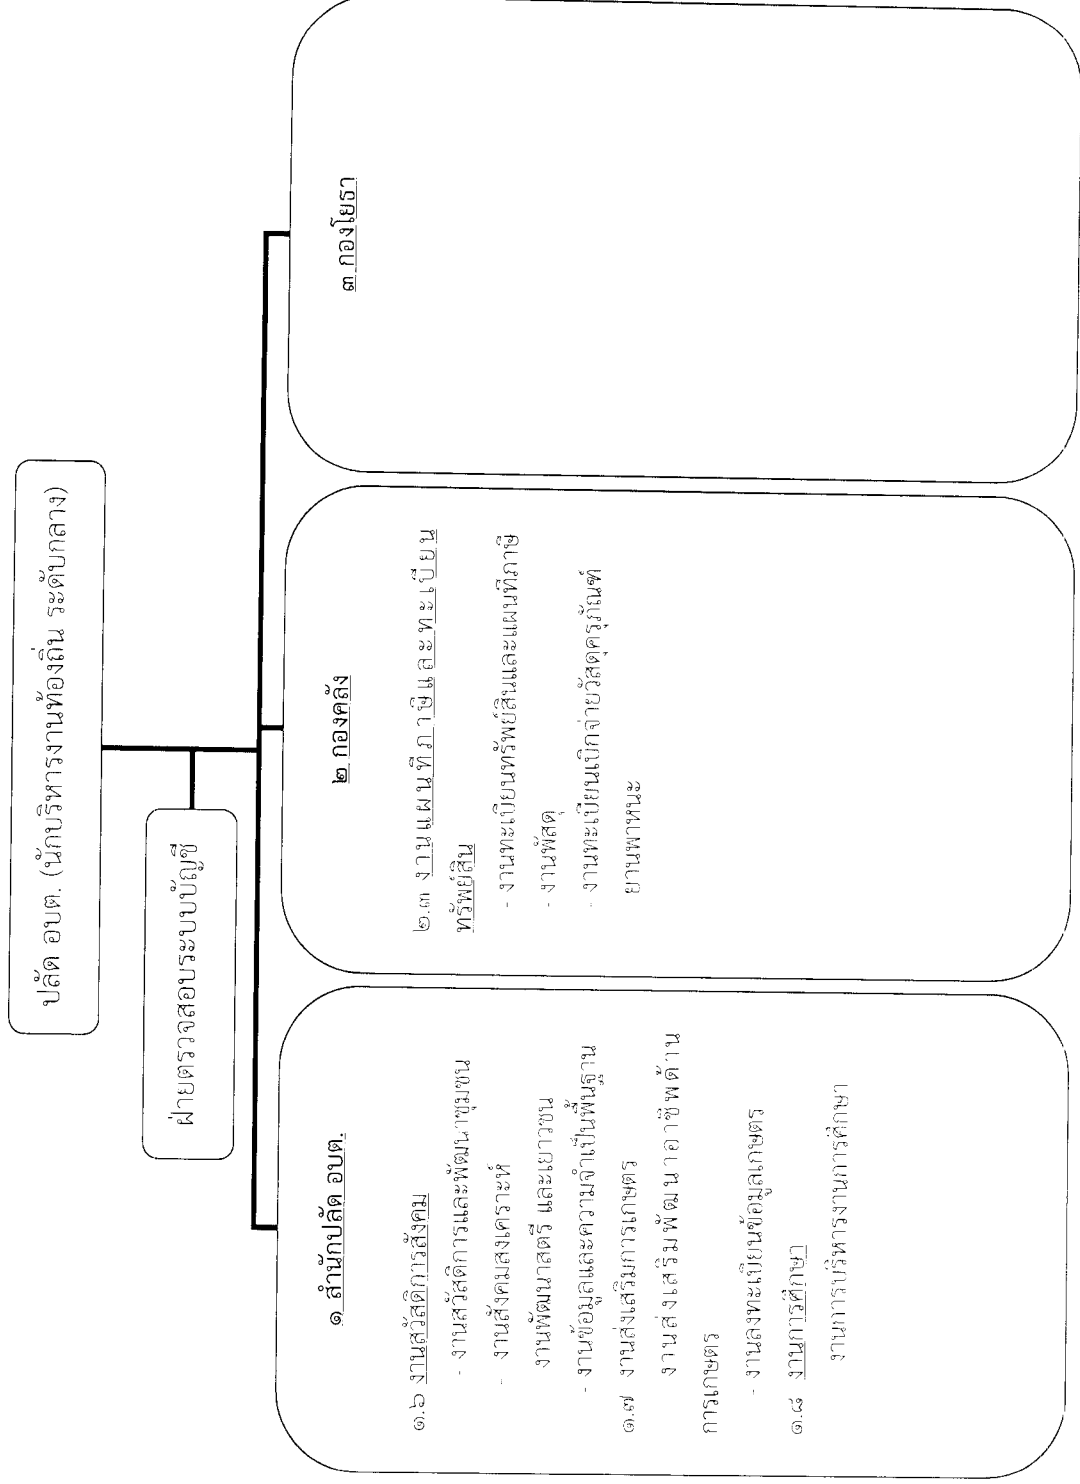 ปลัด อบต. (นักบริหารงานท้องถิ่น ระดับกลาง)
ฝ่ายตรวจสอบระบบบัญชี
๑ สำนักปลัด อบต.
๑.๖ งานสวัสดิการสังคม
- งานสวัสดิการและพัฒนาชุมชน
- งานสังคมสงเคราะห์
งานพัฒนาสตรี และเยาวชน
- งานข้อมูลและความจำเป็นพื้นฐาน
๑.๗ งานส่งเสริมการเกษตร
งานส่งเสริมพัฒนาอาชีพด้าน
การเกษตร
- งานลงทะเบียนข้อมูลเกษตร
๑.๘ งานการศึกษา
งานการบริหารงานการศึกษา
๒ กองคลัง
๒.๓ งานแผนที่ภาษีและทะเบียน
ทรัพย์สิน
- งานทะเบียนทรัพย์สินและแผนที่ภาษี
- งานพัสดุ
- งานทะเบียนเบิกจ่ายวัสดุครุภัณฑ์
ยานพาหนะ
๓ กองโยธา